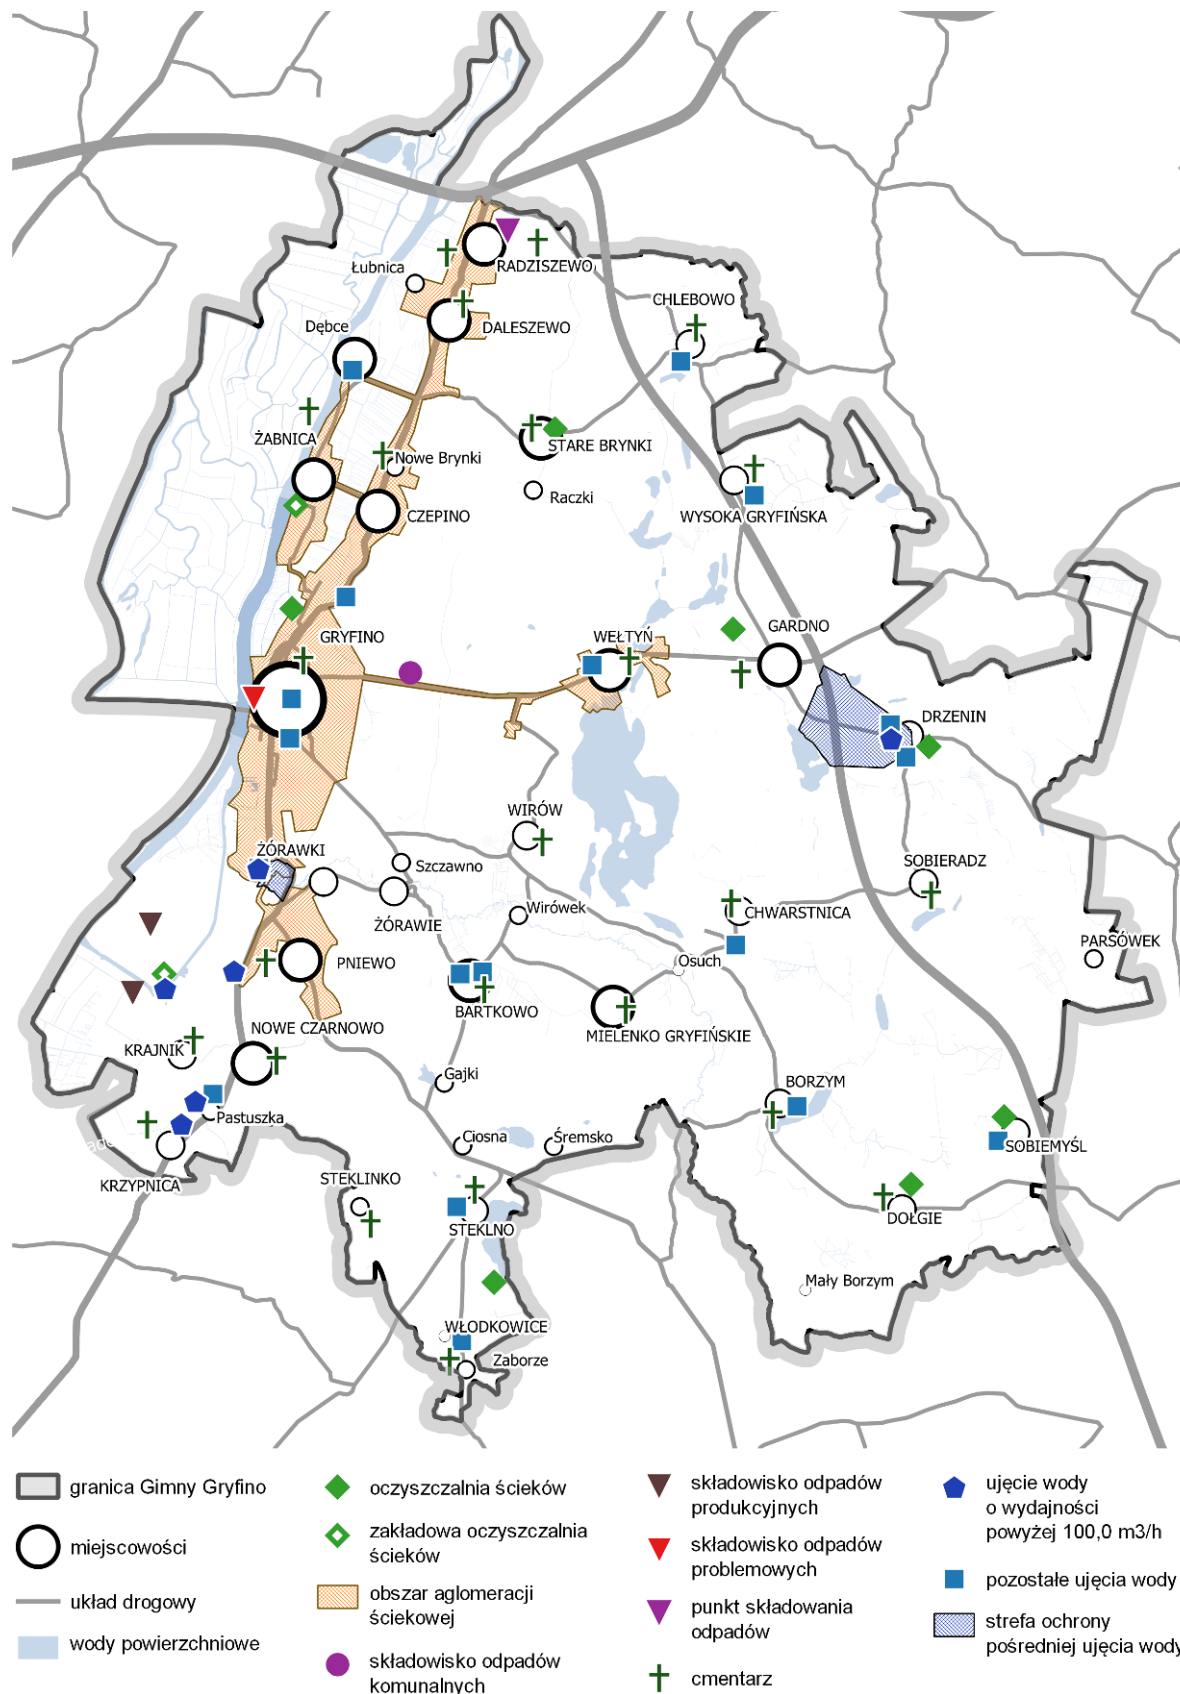 RADZISZEWO
Łubnica
CHLEBOWO
Dębce
DALESZEWO
ŻABNICA
STARE BRYNKI
Nowe Brynki
Raczki
CZEPINO
WYSOKA GRYFIŃSKA
GRYFINO
WEŁTYŃ
GARDNO
DRZENIN
WIRÓW
ŻÓRAWKI
Szczawno
SOBIERADZ
Wirówek
CHWARSTNICA
ŻÓRAWIE
PARSÓWEK
PNIEWO
Osuch
BARTKOWO
NOWE CZARNOWO
MIELENKO GRYFIŃSKIE
KRAJNIK
Gajki
BORZYM
Pastuszka
Ciosna
Śremsko
SOBIEMYŚL
KRZYPNICA
STEKLINKO
STEKLNO
DOŁGIE
Mały Borzym
WŁODKOWICE
Zaborze
granica Gimny Gryfino
miejscowości
układ drogowy
wody powierzchniowe
oczyszczalnia ścieków
zakładowa oczyszczalnia
ścieków
obszar aglomeracji
ściekowej
składowisko odpadów
komunalnych
składowisko odpadów
produkcyjnych
składowisko odpadów
problemowych
punkt składowania
odpadów
cmentarz
ujęcie wody
o wydajności
powyżej 100,0 m3/h
pozostałe ujęcia wody
strefa ochrony
pośredniej ujęcia wody